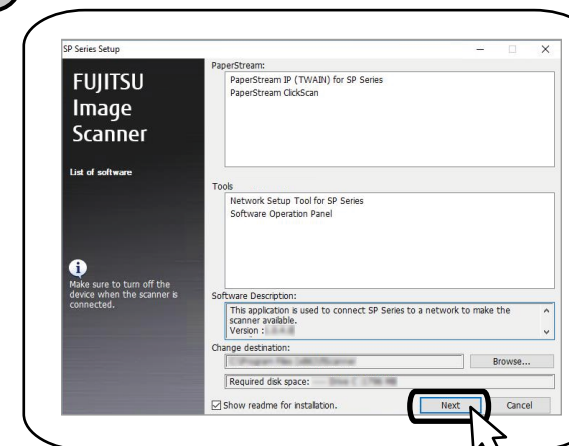 SP Series Setup
FUJITSU
Image
Scanner
List of software
Make sure to turn off the
device when the scanner is
connected.
PaperStream:
PaperStream IP (TWAIN) for SP Series
PaperStream ClickScan
Tools
Network Setup Tool for SP Series
Software Operation Panel
Software Description:
This application is used to connect SP Series to a network to make the
scanner available.
Version :
Change destination:
Browse...
Required disk space:
Show readme for installation.
Next
Cancel